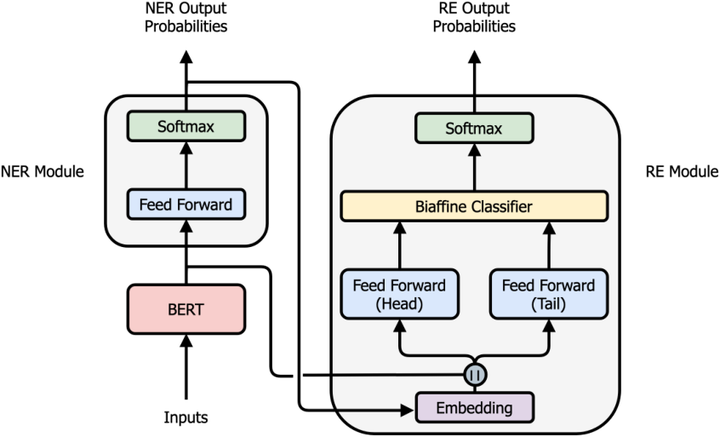 NER Output
Probabilities
RE Output
Probabilities
Softmax
Softmax
NER Module
RE Module
Feed Forward
Biaffine Classifier
BERT
Feed Forward
(Head)
Feed Forward
(Tail)
||
Embedding
Inputs